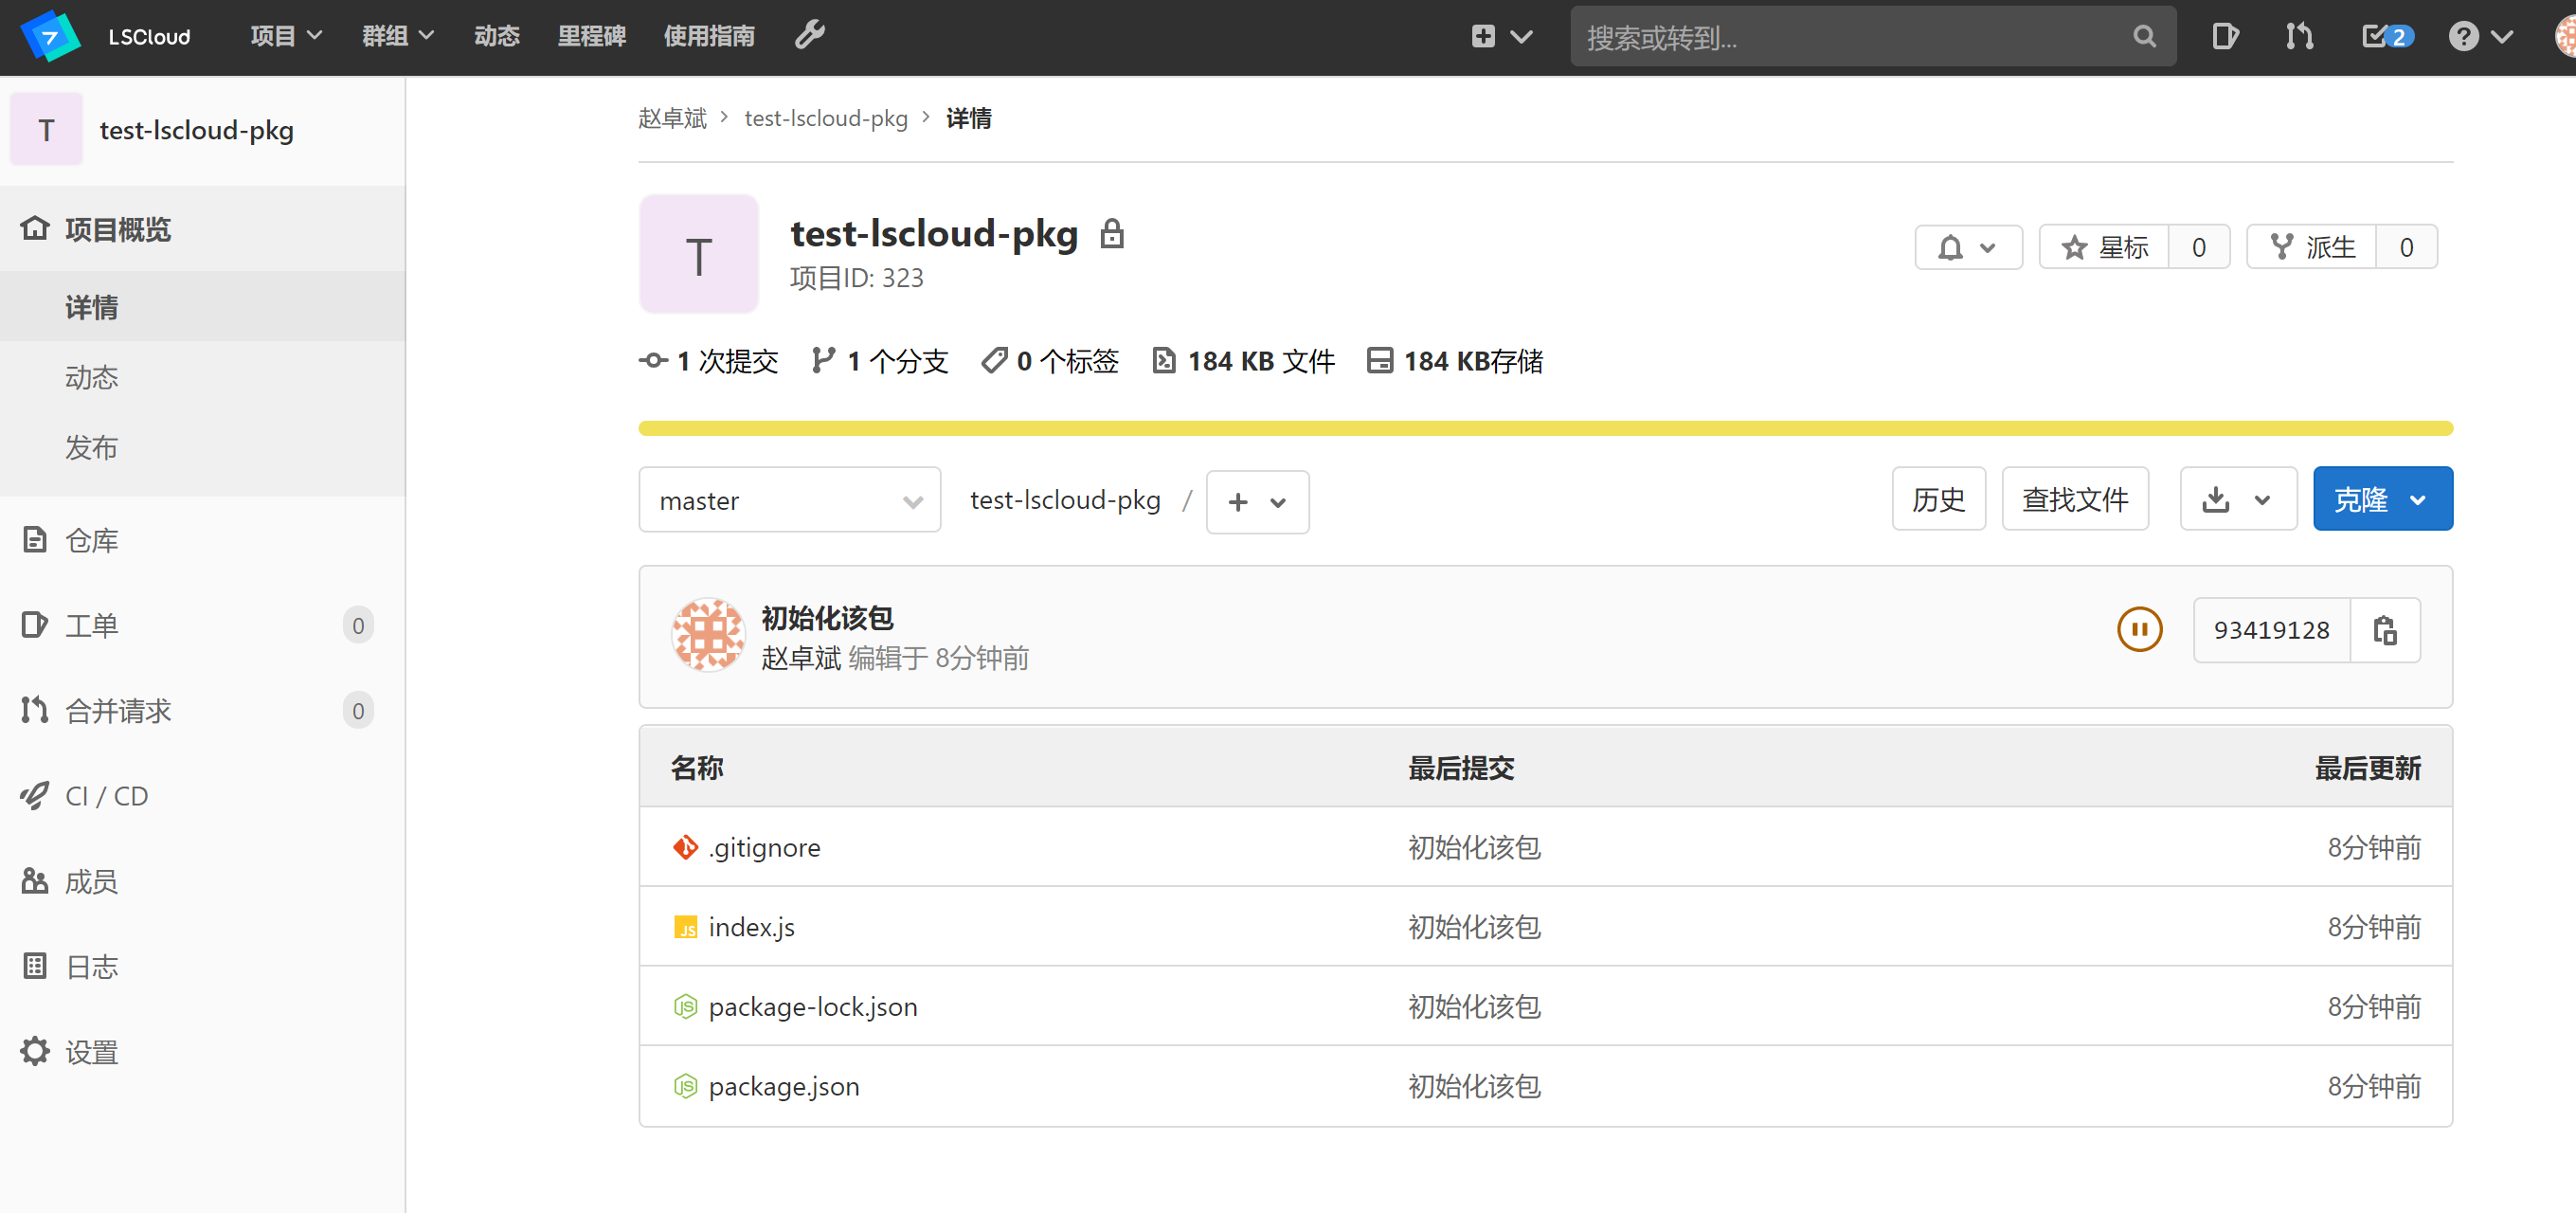 LSCloud 项目 群组 动态 里程碑 使用指南 搜索或转到... 2
T test-lscloud-pkg
项目概览
详情
动态
发布
仓库
工单 0
合并请求 0
CI / CD
成员
日志
设置
赵卓斌 > test-lscloud-pkg > 详情
T
test-lscloud-pkg
项目ID: 323
星标 0 派生 0
1 次提交 1 个分支 0 个标签 184 KB 文件 184 KB存储
master test-lscloud-pkg / + 历史 查找文件 克隆
初始化该包
赵卓斌 编辑于 8分钟前
93419128
名称 最后提交 最后更新
.gitignore 初始化该包 8分钟前
index.js 初始化该包 8分钟前
package-lock.json 初始化该包 8分钟前
package.json 初始化该包 8分钟前